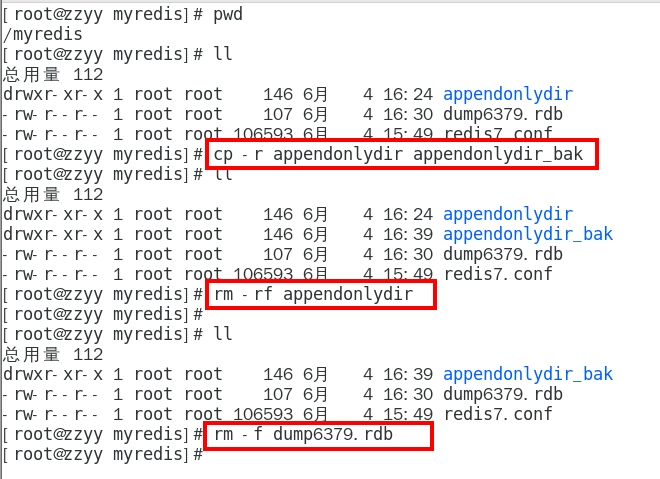 [root@zzyy myredis]# pwd
/myredis
[root@zzyy myredis]# ll
总用量 112
drwxr-xr-x 1 root root    146 6月   4 16:24 appendonlydir
-rw-r--r-- 1 root root    107 6月   4 16:30 dump6379.rdb
-rw-r--r-- 1 root root 106593 6月   4 15:49 redis7.conf
[root@zzyy myredis]# cp -r appendonlydir appendonlydir_bak
[root@zzyy myredis]# ll
总用量 112
drwxr-xr-x 1 root root    146 6月   4 16:24 appendonlydir
drwxr-xr-x 1 root root    146 6月   4 16:39 appendonlydir_bak
-rw-r--r-- 1 root root    107 6月   4 16:30 dump6379.rdb
-rw-r--r-- 1 root root 106593 6月   4 15:49 redis7.conf
[root@zzyy myredis]# rm -rf appendonlydir
[root@zzyy myredis]#
[root@zzyy myredis]# ll
总用量 112
drwxr-xr-x 1 root root    146 6月   4 16:39 appendonlydir_bak
-rw-r--r-- 1 root root    107 6月   4 16:30 dump6379.rdb
-rw-r--r-- 1 root root 106593 6月   4 15:49 redis7.conf
[root@zzyy myredis]# rm -f dump6379.rdb
[root@zzyy myredis]#